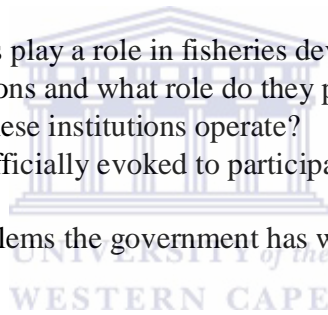 s play a role in fisheries dev
ons and what role do they p
ese institutions operate?
fficially evoked to participa
lems the government has w
UNIVERSITY of the
WESTERN CAPE